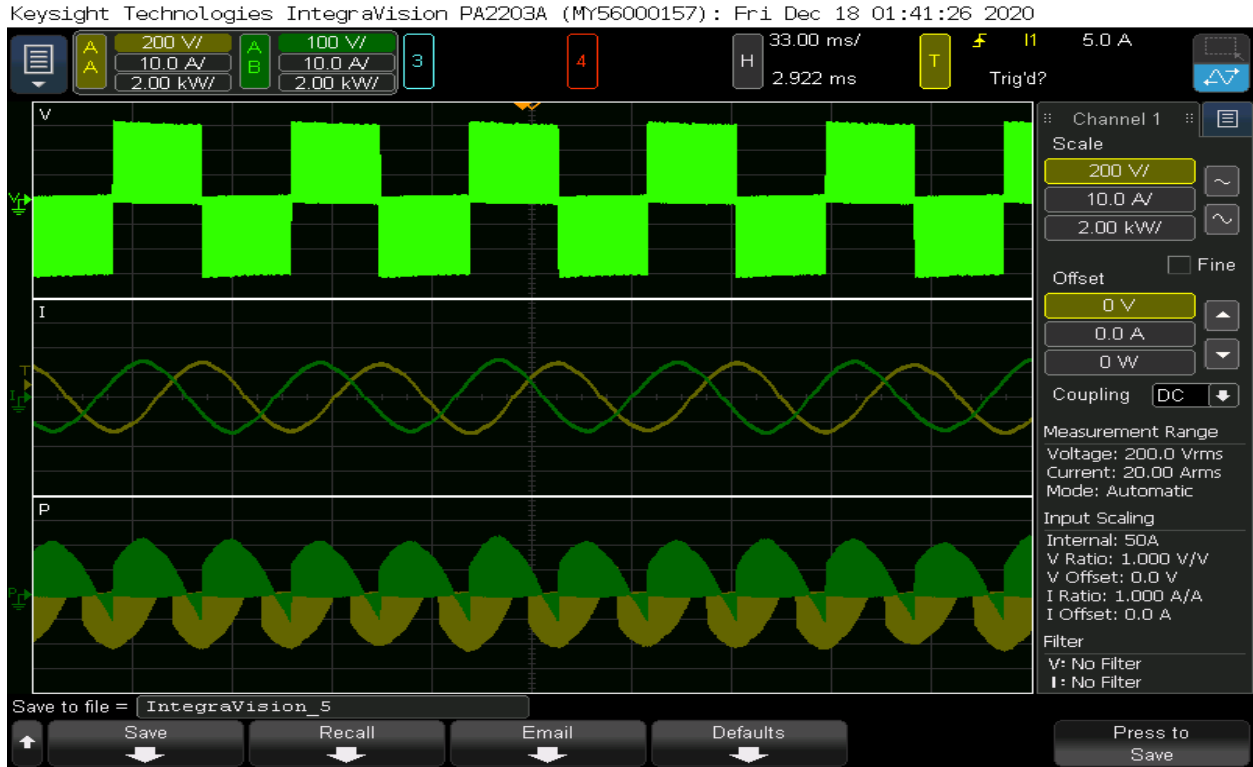 Keysight Technologies IntegraVision PA2203A (MY56000157): Fri Dec 18 01:41:26 2020
A A 200 V/ 10.0 A/ 2.00 kW/
A B 100 V/ 10.0 A/ 2.00 kW/
3
4
H 33.00 ms/ 2.922 ms
T I1 5.0 A
Trig'd?
V
I
P
V
T
I
P
Channel 1
Scale
200 V/
10.0 A/
2.00 kW/
Fine
Offset
0 V
0.0 A
0 W
Coupling DC
Measurement Range
Voltage: 200.0 Vrms
Current: 20.00 Arms
Mode: Automatic
Input Scaling
Internal: 50A
V Ratio: 1.000 V/V
V Offset: 0.0 V
I Ratio: 1.000 A/A
I Offset: 0.0 A
Filter
V: No Filter
I: No Filter
Save to file = IntegraVision_5
Save
Recall
Email
Defaults
Press to
Save